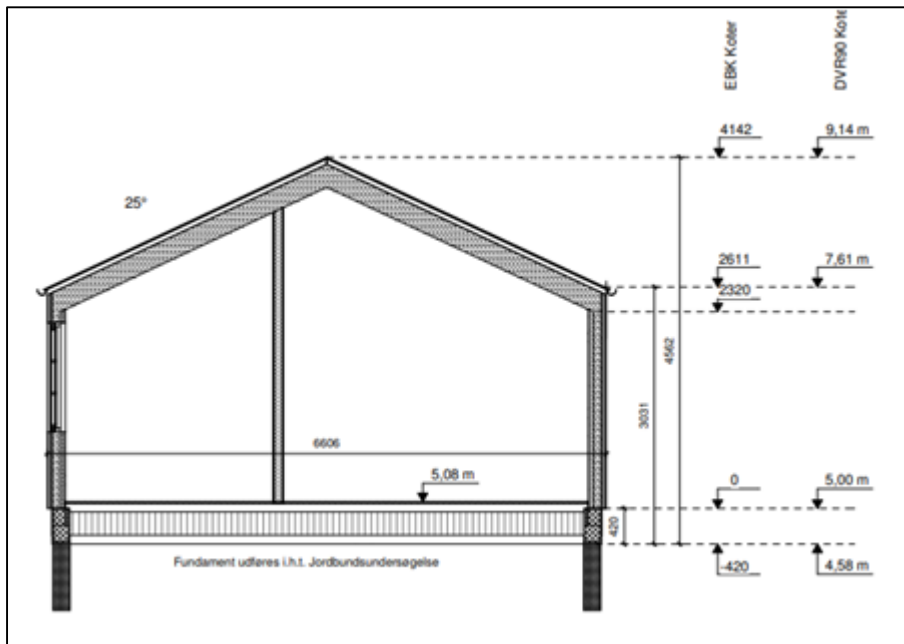 EBK Koter
DVR90 Kote
4142
9,14 m
25°
2611
7,61 m
2320
4562
3031
6606
5,08 m
0
5,00 m
420
Fundament udføres i.h.t. Jordbundsundersøgelse
-420
4,58 m